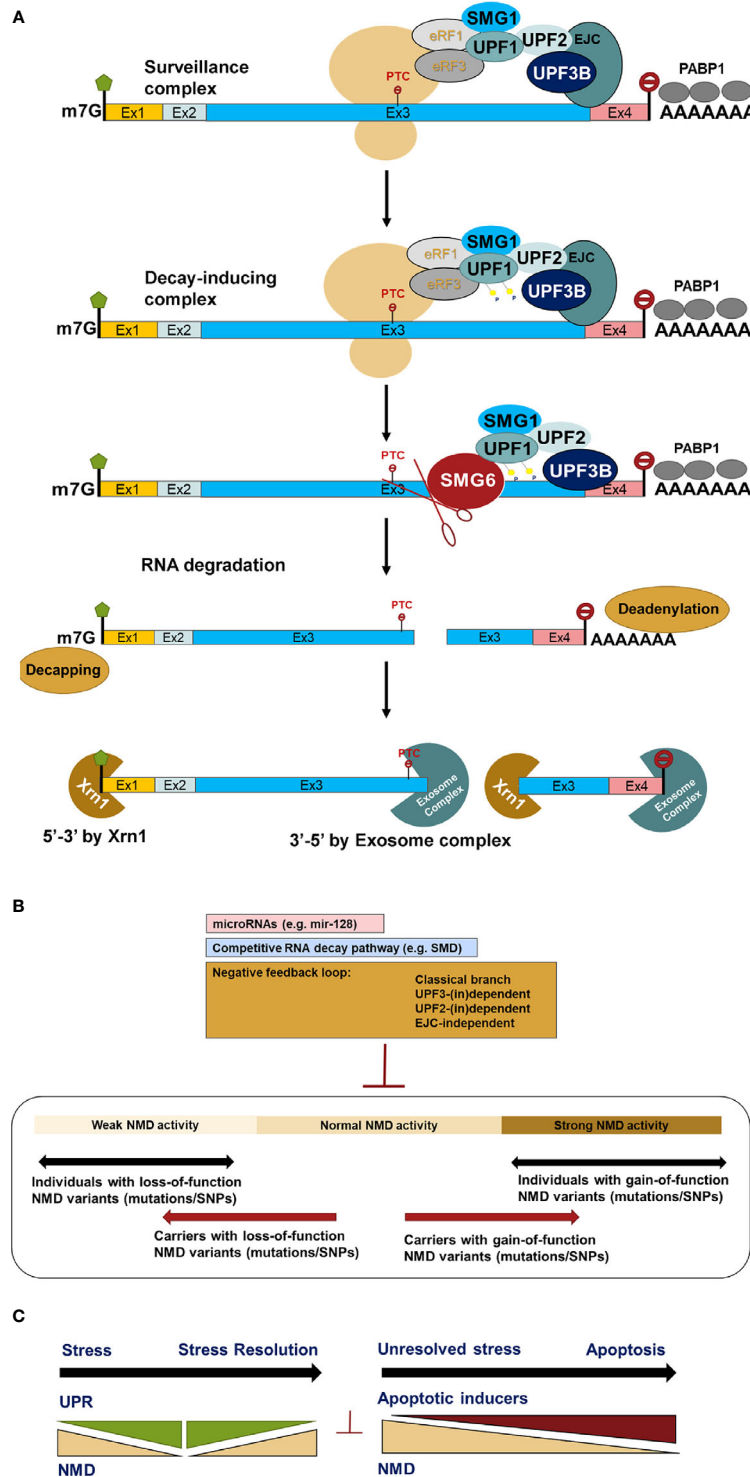 A
Surveillance
complex
eRF1
eRF3
SMG1
UPF1
UPF2
EJC
UPF3B
PTC
PABP1
m7G
Ex1
Ex2
Ex3
Ex4
AAAAAAA
Decay-inducing
complex
eRF1
eRF3
SMG1
UPF1
UPF2
EJC
UPF3B
P
P
PTC
PABP1
m7G
Ex1
Ex2
Ex3
Ex4
AAAAAAA
SMG1
UPF1
UPF2
UPF3B
P
P
SMG6
PTC
PABP1
m7G
Ex1
Ex2
Ex3
Ex4
AAAAAAA
RNA degradation
PTC
Deadenylation
m7G
Ex1
Ex2
Ex3
Ex3
Ex4
AAAAAAA
Decapping
PTC
Xrn1
Ex1
Ex2
Ex3
Exosome
Complex
Xrn1
Ex3
Ex4
Exosome
Complex
5'-3' by Xrn1
3'-5' by Exosome complex
B
microRNAs (e.g. mir-128)
Competitive RNA decay pathway (e.g. SMD)
Negative feedback loop:
Classical branch
UPF3-(in)dependent
UPF2-(in)dependent
EJC-independent
Weak NMD activity
Normal NMD activity
Strong NMD activity
Individuals with loss-of-function
NMD variants (mutations/SNPs)
Individuals with gain-of-function
NMD variants (mutations/SNPs)
Carriers with loss-of-function
NMD variants (mutations/SNPs)
Carriers with gain-of-function
NMD variants (mutations/SNPs)
C
Stress
Stress Resolution
UPR
NMD
Unresolved stress
Apoptosis
Apoptotic inducers
NMD